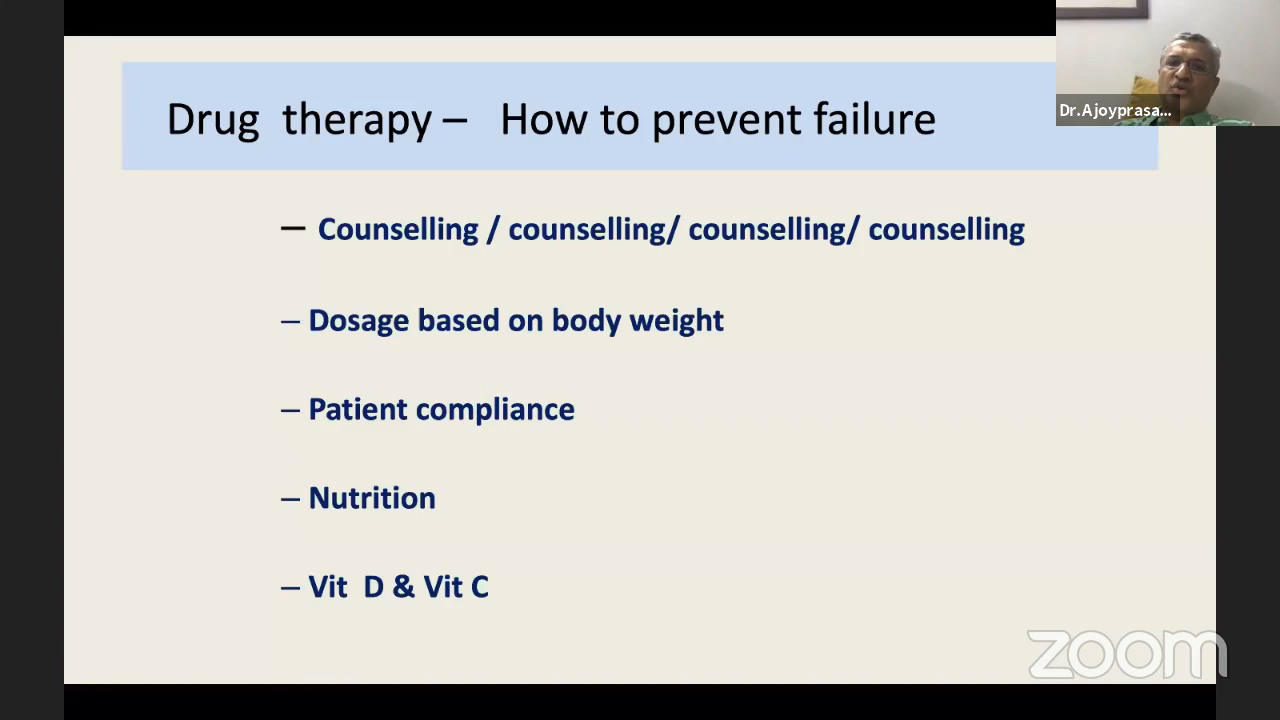 Drug therapy – How to prevent failure
Dr.Ajoyprasa...
– Counselling / counselling/ counselling/ counselling
– Dosage based on body weight
– Patient compliance
– Nutrition
– Vit D & Vit C
zoom